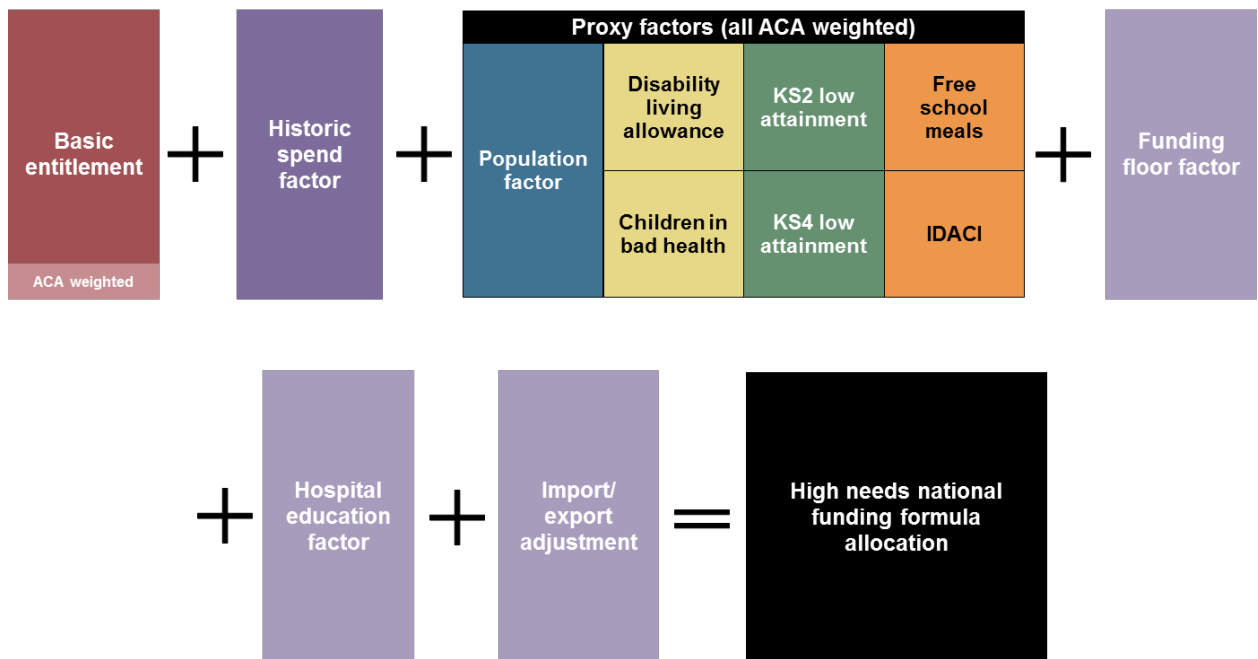 Proxy factors (all ACA weighted)
Basic
entitlement
ACA weighted
+
Historic
spend
factor
+
Population
factor
Disability
living
allowance
KS2 low
attainment
Free
school
meals
Children in
bad health
KS4 low
attainment
IDACI
+
Funding
floor factor
+
Hospital
education
factor
+
Import/
export
adjustment
=
High needs national
funding formula
allocation